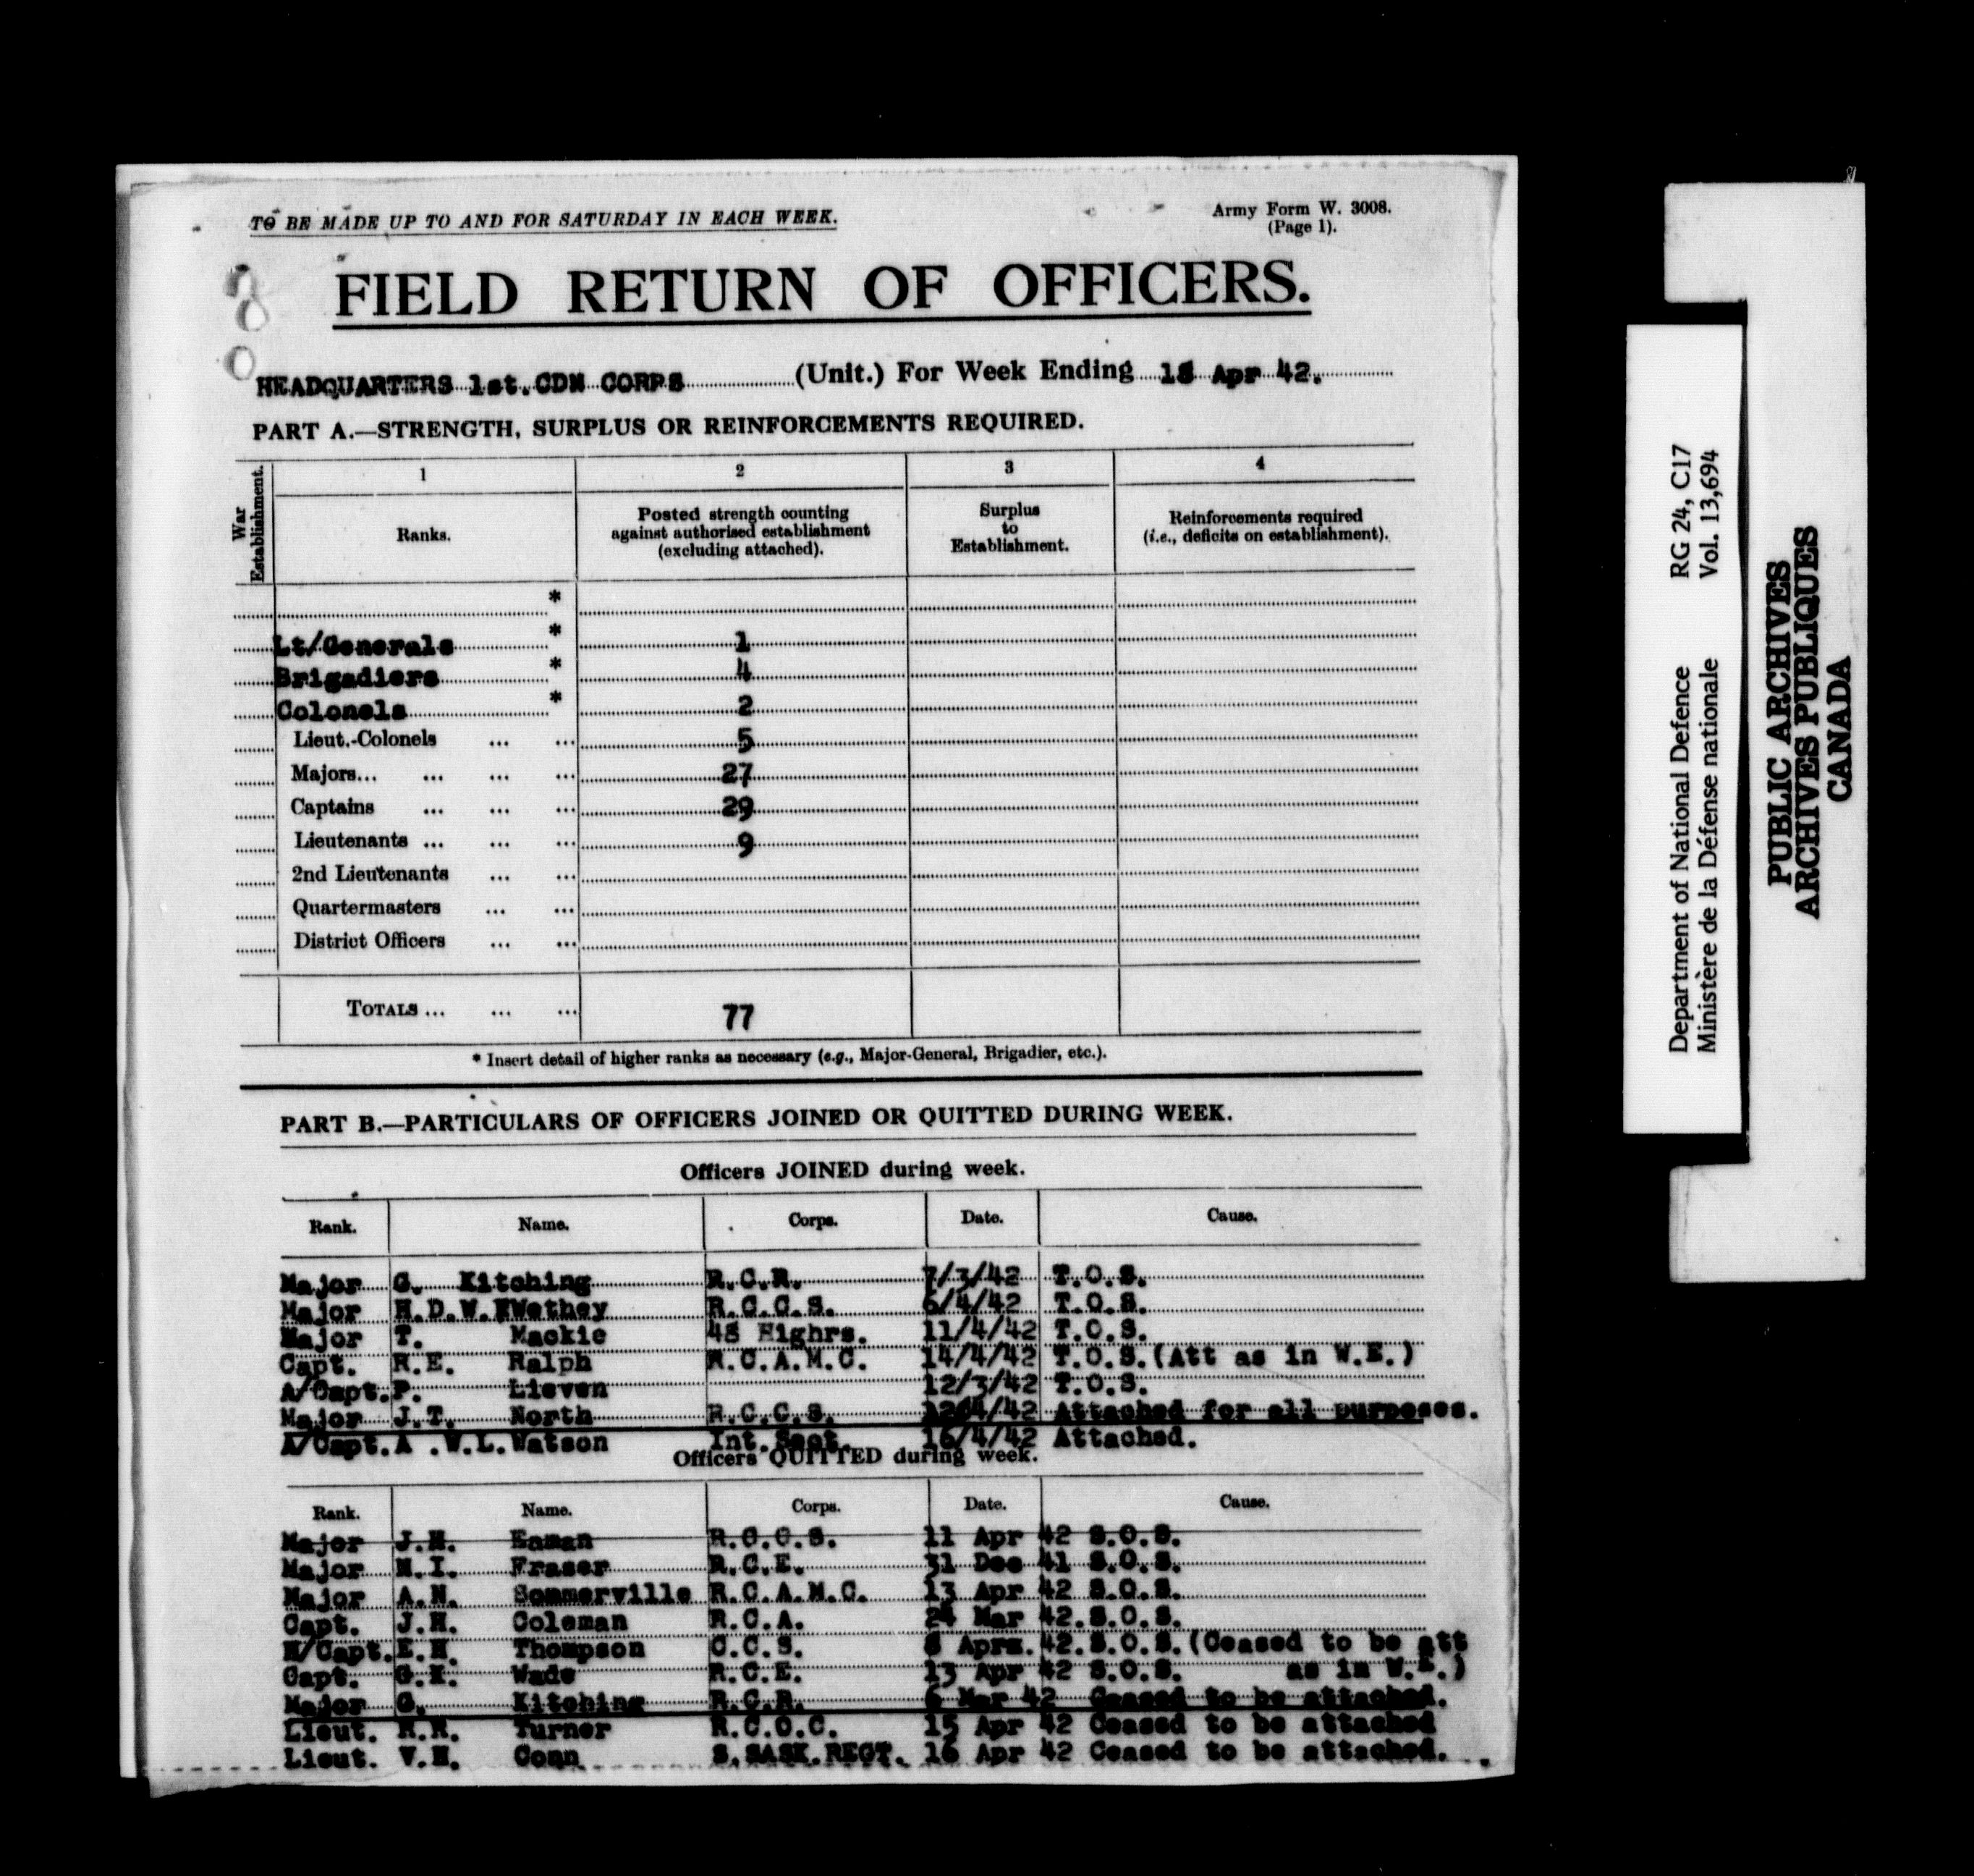 TO BE MADE UP TO AND FOR SATURDAY IN EACH WEEK.
Army Form W. 3008.
(Page 1).
FIELD RETURN OF OFFICERS.
HEADQUARTERS 1st. CDN CORPS (Unit.) For Week Ending 18 Apr 42.
PART A.—STRENGTH, SURPLUS OR REINFORCEMENTS REQUIRED.
War Establishment.
1 2 3 4
Ranks.
Posted strength counting
against authorised establishment
(excluding attached).
Surplus
to
Establishment.
Reinforcements required
(i.e., deficits on establishment).
*
Lt/Generals * 1
Brigadiers * 4
Colonels * 2
Lieut.-Colonels ... ... 5
Majors... ... ... ... 27
Captains ... ... ... 29
Lieutenants ... ... ... 9
2nd Lieutenants ... ...
Quartermasters ... ...
District Officers ... ...
TOTALS ... ... ... 77
* Insert detail of higher ranks as necessary (e.g., Major-General, Brigadier, etc.).
PART B.—PARTICULARS OF OFFICERS JOINED OR QUITTED DURING WEEK.
Officers JOINED during week.
Rank. Name. Corps. Date. Cause.
Major G. Kitching R.C.R. 7/3/42 T.O.S.
Major H.D.W. Wethey R.C.C.S. 6/4/42 T.O.S.
Major T. Mackie 48 Highrs. 11/4/42 T.O.S.
Capt. R.E. Ralph R.C.A.M.C. 14/4/42 T.O.S.(Att as in W.E.)
A/Capt. P. Lieven 12/3/42 T.O.S.
Major J.T. North R.C.C.S. Attached for all purposes.
A/Capt. A .W.L. Watson Int. Sect. 16/4/42 Attached.
Officers QUITTED during week.
Rank. Name. Corps. Date. Cause.
Major J.H. Eaman R.C.C.S. 11 Apr 42 S.O.S.
Major N.I. Fraser R.C.E. 31 Dec 41 S.O.S.
Major A.N. Sommerville R.C.A.M.C. 13 Apr 42 S.O.S.
Capt. J.H. Coleman R.C.A. 24 Mar 42. S.O.S.
H/Capt. E.H. Thompson C.C.S. 8 42. S.O.S.(Ceased to be att
Capt. Wade R.C.E. 13 Apr 42 S.O.S. as in W.E.)
Major G. Kitching R.C.R. 6 Mar 42 Ceased to be attached.
Lieut. Turner R.C.O.C. 15 Apr 42 Ceased to be attached
Lieut. V.H. Conn S.SASK.REGT. 16 Apr 42 Ceased to be attached.
Department of National Defence RG 24, C17
Ministère de la Défense nationale Vol. 13,694
PUBLIC ARCHIVES
ARCHIVES PUBLIQUES
CANADA